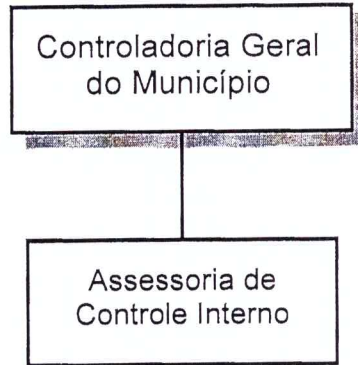 Controladoria Geral
do Município
Assessoria de
Controle Interno